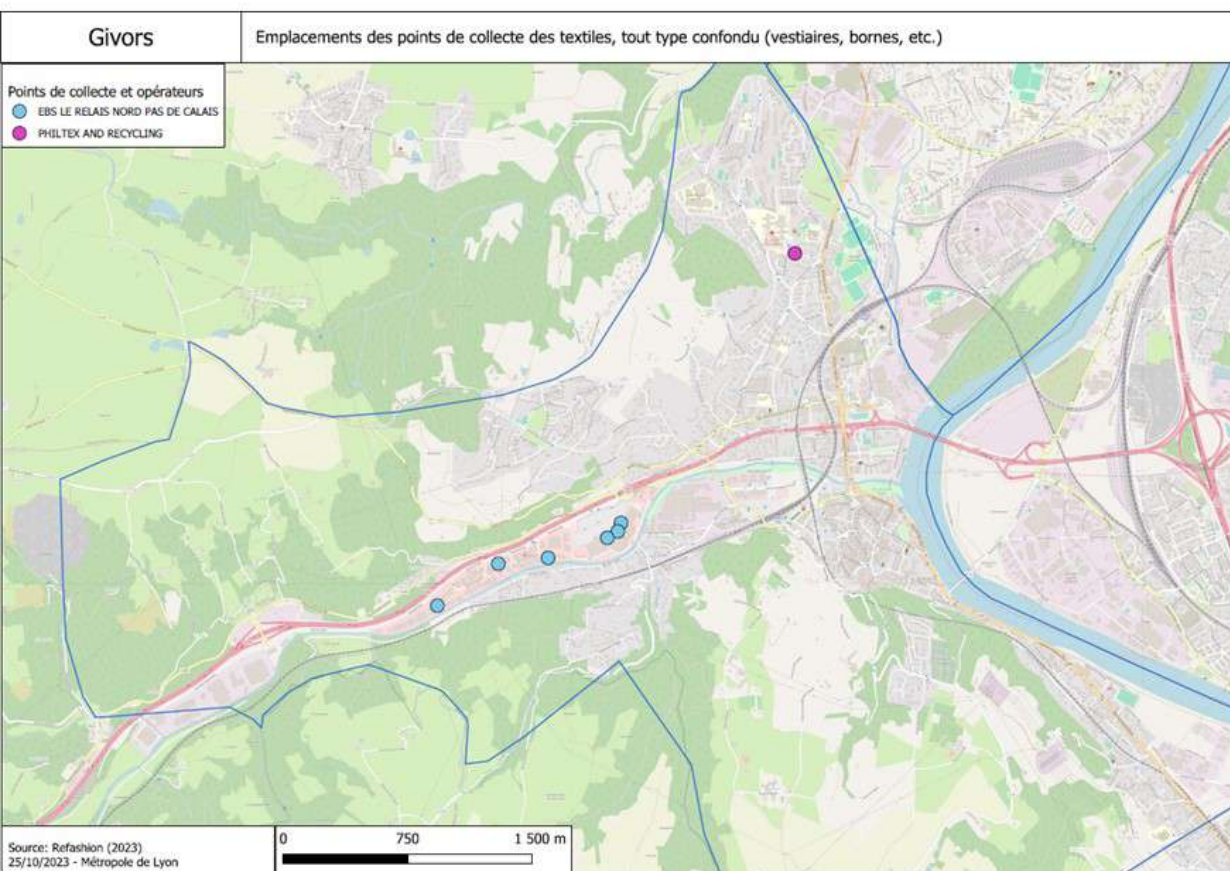 Givors
Emplacements des points de collecte des textiles, tout type confondu (vestiaires, bornes, etc.)
Points de collecte et opérateurs
EBS LE RELAIS NORD PAS DE CALAIS
PHILTEX AND RECYCLING
Source: Refashion (2023)
25/10/2023 - Métropole de Lyon
0 750 1 500 m